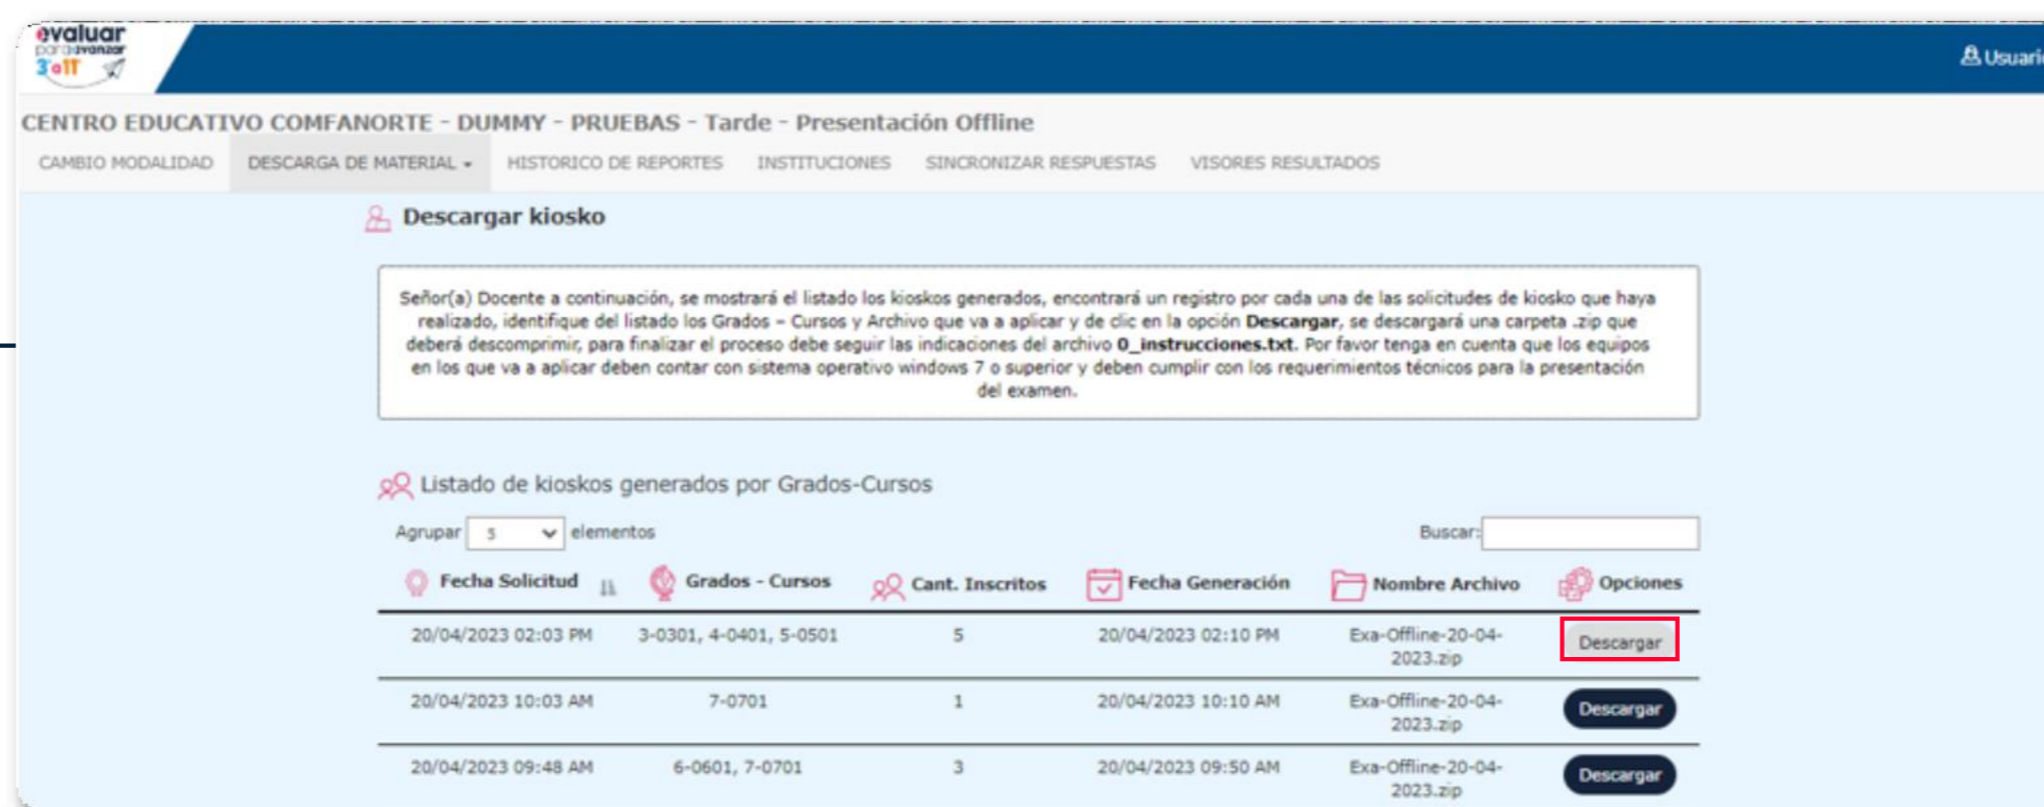 evaluar
para avanzar
3°a11°
Usuario
CENTRO EDUCATIVO COMFANORTE - DUMMY - PRUEBAS - Tarde - Presentación Offline
CAMBIO MODALIDAD DESCARGA DE MATERIAL HISTORICO DE REPORTES INSTITUCIONES SINCRONIZAR RESPUESTAS VISORES RESULTADOS
Descargar kiosko
Señor(a) Docente a continuación, se mostrará el listado los kioskos generados, encontrará un registro por cada una de las solicitudes de kiosko que haya
realizado, identifique del listado los Grados – Cursos y Archivo que va a aplicar y de clic en la opción Descargar, se descargará una carpeta .zip que
deberá descomprimir, para finalizar el proceso debe seguir las indicaciones del archivo 0_instrucciones.txt. Por favor tenga en cuenta que los equipos
en los que va a aplicar deben contar con sistema operativo windows 7 o superior y deben cumplir con los requerimientos técnicos para la presentación
del examen.
Listado de kioskos generados por Grados-Cursos
Agrupar 5 elementos Buscar:
Fecha Solicitud Grados - Cursos Cant. Inscritos Fecha Generación Nombre Archivo Opciones
20/04/2023 02:03 PM 3-0301, 4-0401, 5-0501 5 20/04/2023 02:10 PM Exa-Offline-20-04-
2023.zip Descargar
20/04/2023 10:03 AM 7-0701 1 20/04/2023 10:10 AM Exa-Offline-20-04-
2023.zip Descargar
20/04/2023 09:48 AM 6-0601, 7-0701 3 20/04/2023 09:50 AM Exa-Offline-20-04-
2023.zip Descargar